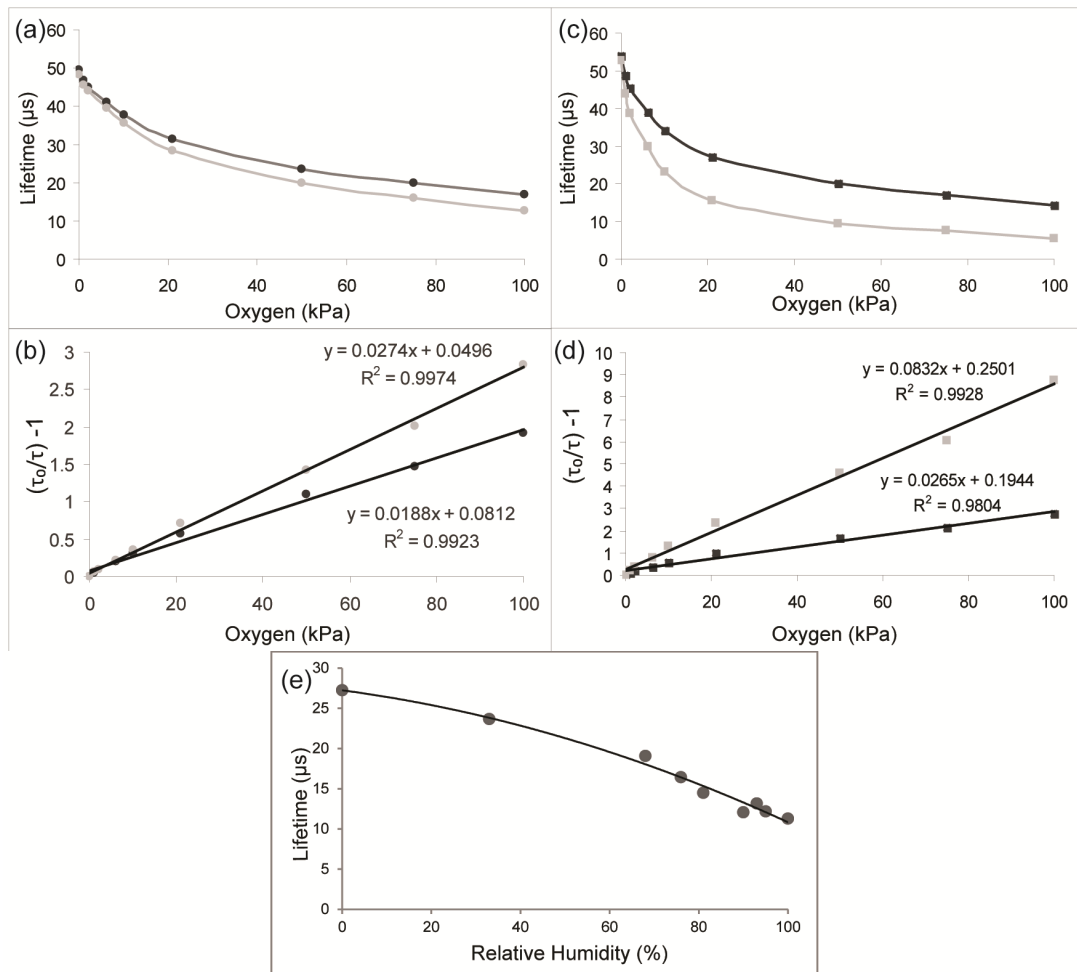 (a)
60
50
40
30
20
10
0
Lifetime (µs)
0 20 40 60 80 100
Oxygen (kPa)
(c)
60
50
40
30
20
10
0
Lifetime (µs)
0 20 40 60 80 100
Oxygen (kPa)
(b)
3
2.5
2
1.5
1
0.5
0
(τ₀/τ) -1
y = 0.0274x + 0.0496
R² = 0.9974
y = 0.0188x + 0.0812
R² = 0.9923
0 20 40 60 80 100
Oxygen (kPa)
(d)
10
9
8
7
6
5
4
3
2
1
0
(τ₀/τ) -1
y = 0.0832x + 0.2501
R² = 0.9928
y = 0.0265x + 0.1944
R² = 0.9804
0 20 40 60 80 100
Oxygen (kPa)
(e)
30
25
20
15
10
5
0
Lifetime (µs)
0 20 40 60 80 100
Relative Humidity (%)